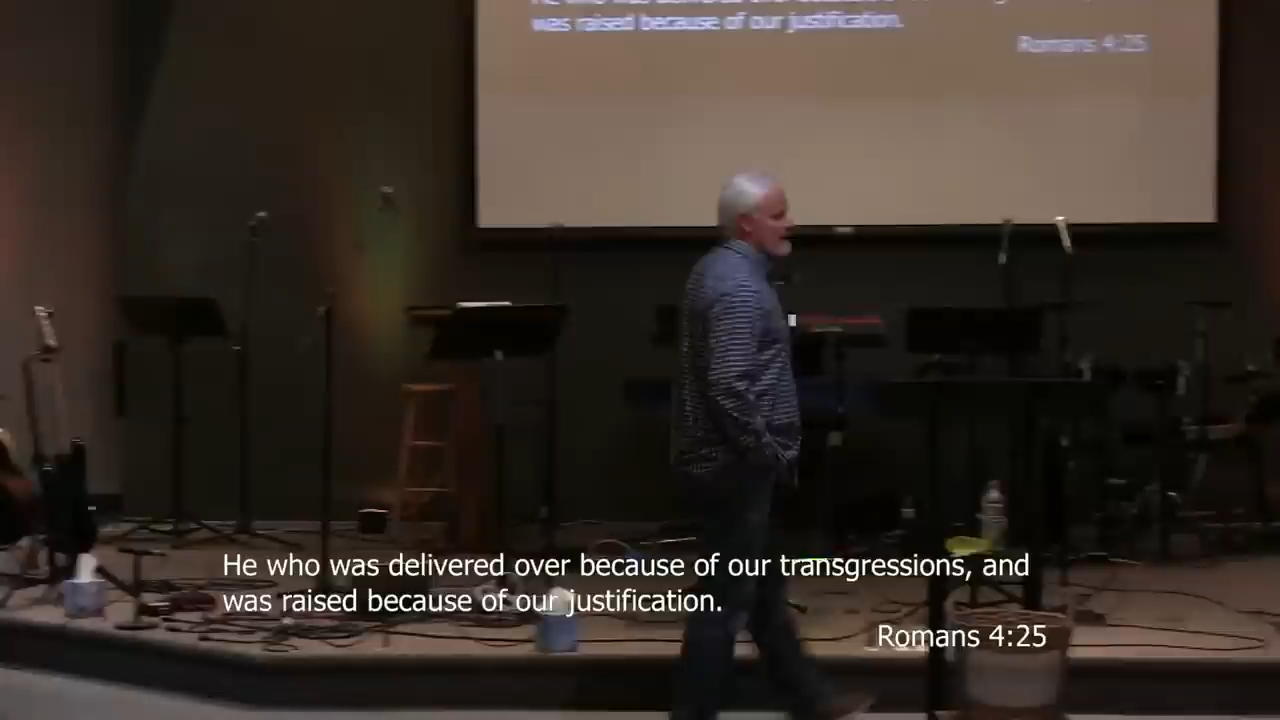 was raised because of our justification.
Romans 4:25
He who was delivered over because of our transgressions, and
was raised because of our justification.
Romans 4:25